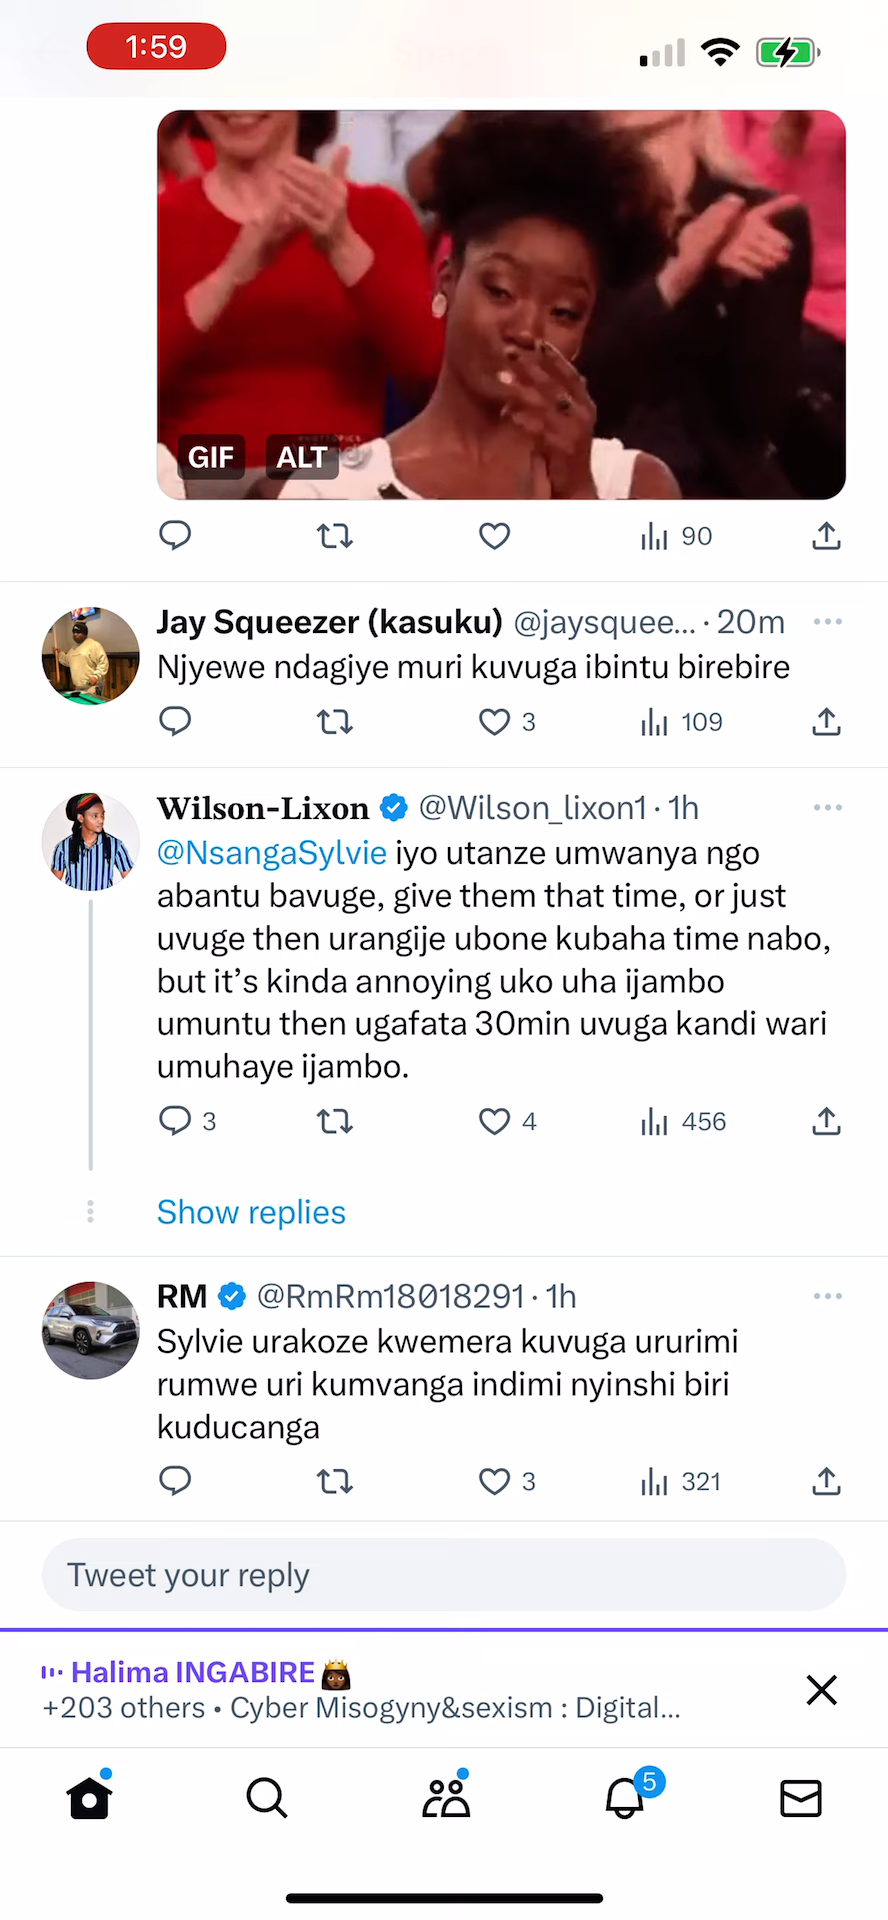 1:59
GIF ALT
90
Jay Squeezer (kasuku) @jaysquee... · 20m
Njyewe ndagiye muri kuvuga ibintu birebire
3 109
Wilson-Lixon @Wilson_lixon1 · 1h
@NsangaSylvie iyo utanze umwanya ngo
abantu bavuge, give them that time, or just
uvuge then urangije ubone kubaha time nabo,
but it’s kinda annoying uko uha ijambo
umuntu then ugafata 30min uvuga kandi wari
umuhaye ijambo.
3 4 456
Show replies
RM @RmRm18018291 · 1h
Sylvie urakoze kwemera kuvuga ururimi
rumwe uri kumvanga indimi nyinshi biri
kuducanga
3 321
Tweet your reply
Halima INGABIRE
+203 others • Cyber Misogyny&sexism : Digital...
5